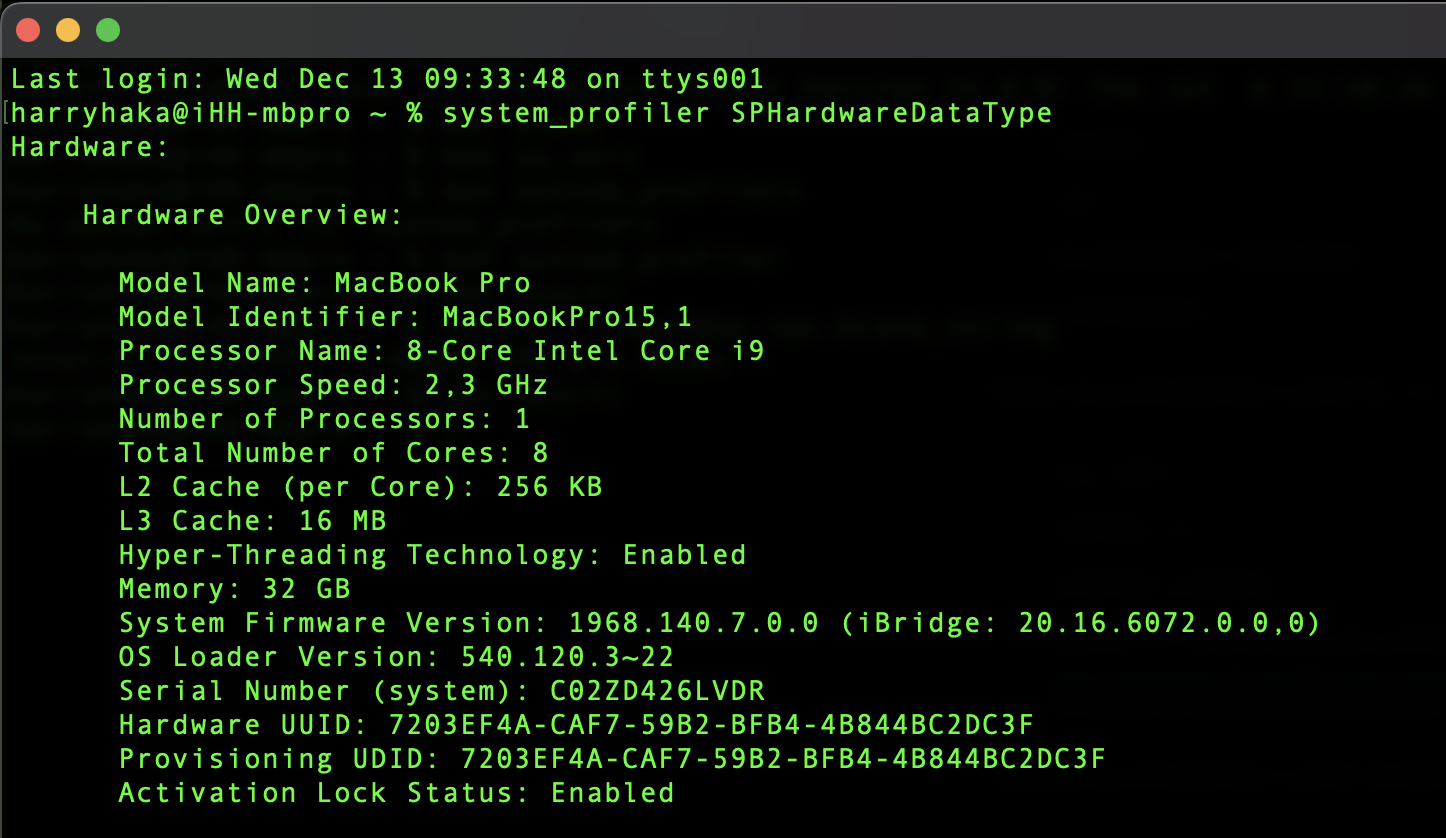 Last login: Wed Dec 13 09:33:48 on ttys001
[harryhaka@iHH-mbpro ~ % system_profiler SPHardwareDataType
Hardware:
Hardware Overview:
Model Name: MacBook Pro
Model Identifier: MacBookPro15,1
Processor Name: 8-Core Intel Core i9
Processor Speed: 2,3 GHz
Number of Processors: 1
Total Number of Cores: 8
L2 Cache (per Core): 256 KB
L3 Cache: 16 MB
Hyper-Threading Technology: Enabled
Memory: 32 GB
System Firmware Version: 1968.140.7.0.0 (iBridge: 20.16.6072.0.0,0)
OS Loader Version: 540.120.3~22
Serial Number (system): C02ZD426LVDR
Hardware UUID: 7203EF4A-CAF7-59B2-BFB4-4B844BC2DC3F
Provisioning UDID: 7203EF4A-CAF7-59B2-BFB4-4B844BC2DC3F
Activation Lock Status: Enabled